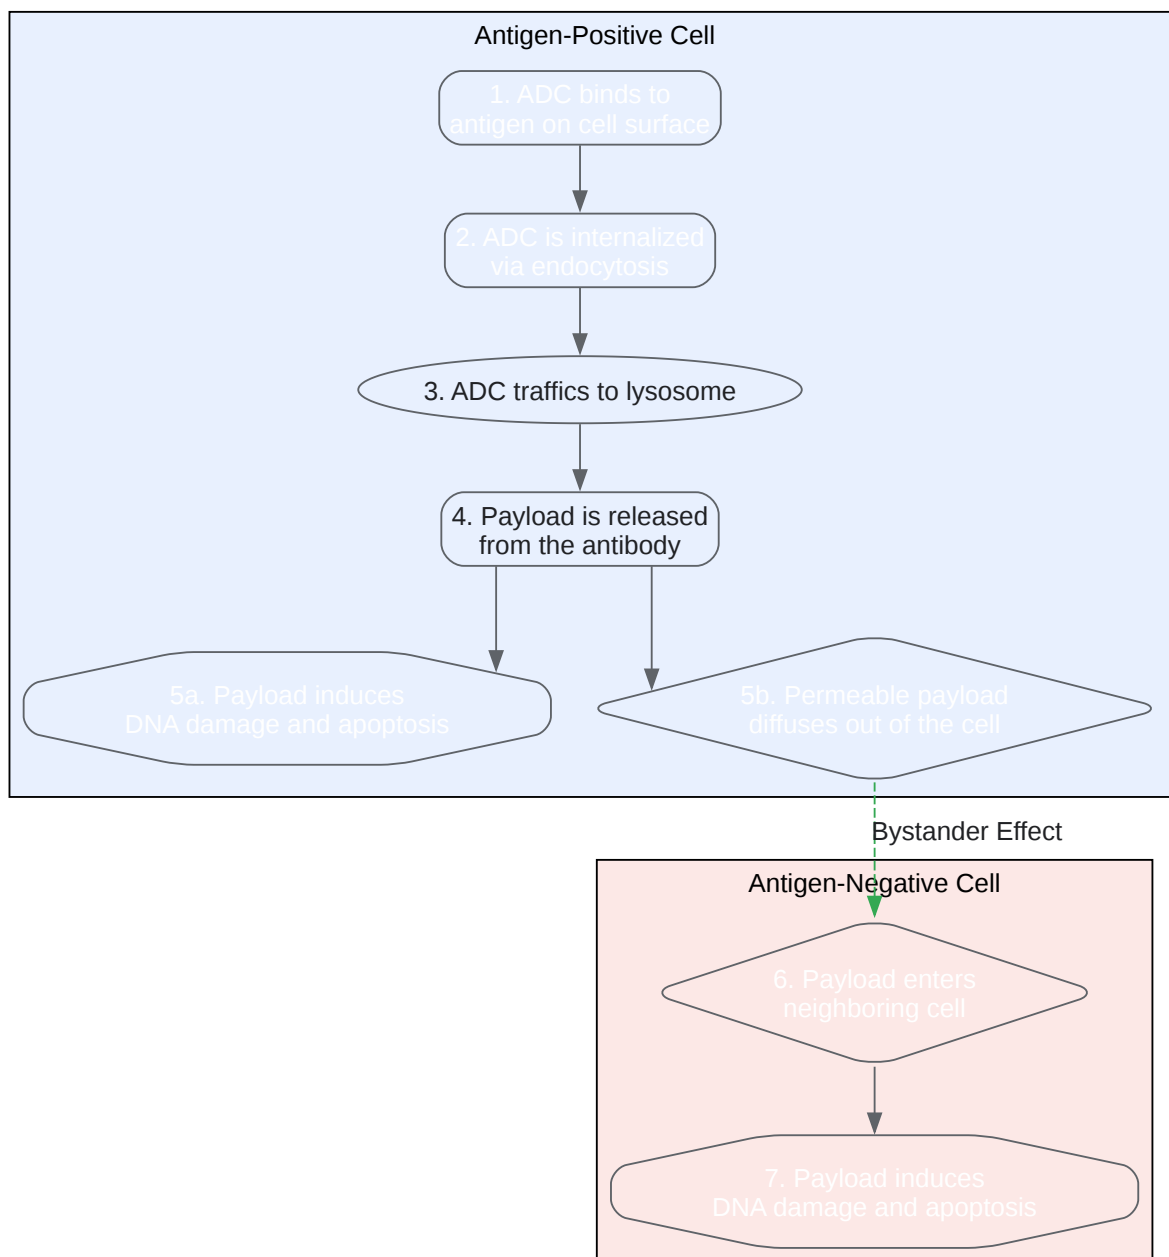 Antigen-Positive Cell
1. ADC binds to
antigen on cell surface
2. ADC is internalized
via endocytosis
3. ADC traffics to lysosome
4. Payload is released
from the antibody
5a. Payload induces
DNA damage and apoptosis
5b. Permeable payload
diffuses out of the cell
Bystander Effect
Antigen-Negative Cell
6. Payload enters
neighboring cell
7. Payload induces
DNA damage and apoptosis